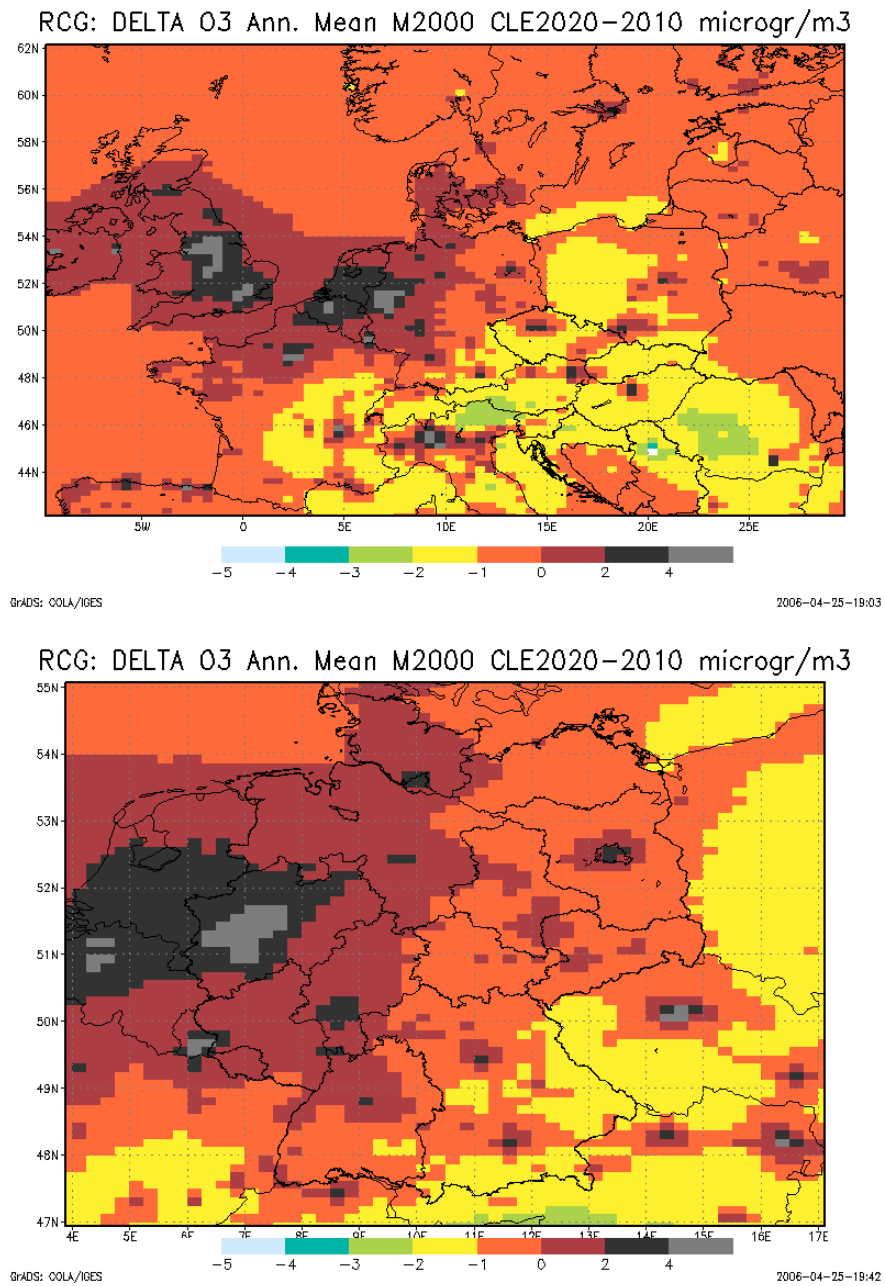 RCG: DELTA O3 Ann. Mean M2000 CLE2020-2010 microgr/m3
62N
60N
58N
56N
54N
52N
50N
48N
46N
44N
5W 0 5E 10E 15E 20E 25E
-5 -4 -3 -2 -1 0 2 4
GrADS: COLA/IGES 2006-04-25-19:03
RCG: DELTA O3 Ann. Mean M2000 CLE2020-2010 microgr/m3
55N
54N
53N
52N
51N
50N
49N
48N
47N
4E 5E 6E 7E 8E 9E 10E 11E 12E 13E 14E 15E 16E 17E
-5 -4 -3 -2 -1 0 2 4
GrADS: COLA/IGES 2006-04-25-19:42